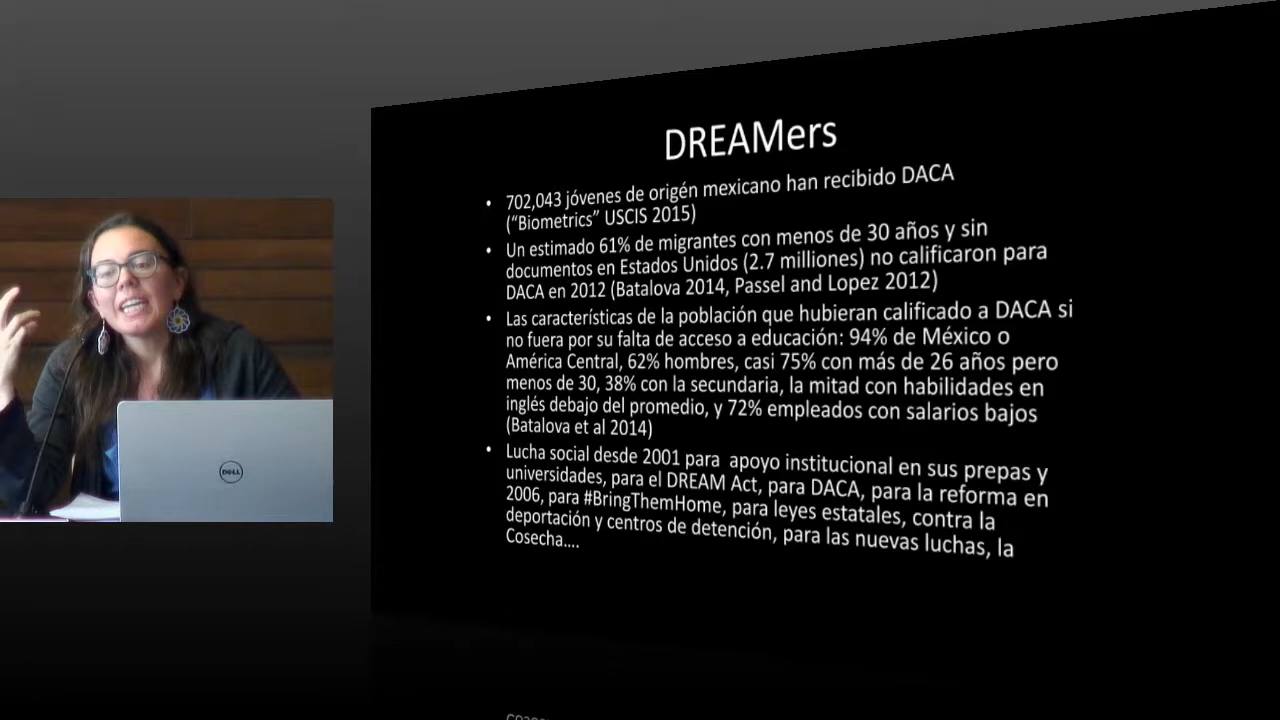 DREAMers
• 702,043 jóvenes de origén mexicano han recibido DACA
(“Biometrics” USCIS 2015)
• Un estimado 61% de migrantes con menos de 30 años y sin
documentos en Estados Unidos (2.7 milliones) no calificaron para
DACA en 2012 (Batalova 2014, Passel and Lopez 2012)
• Las características de la población que hubieran calificado a DACA si
no fuera por su falta de acceso a educación: 94% de México o
América Central, 62% hombres, casi 75% con más de 26 años pero
menos de 30, 38% con la secundaria, la mitad con habilidades en
inglés debajo del promedio, y 72% empleados con salarios bajos
(Batalova et al 2014)
• Lucha social desde 2001 para  apoyo institucional en sus prepas y
universidades, para el DREAM Act, para DACA, para la reforma en
2006, para #BringThemHome, para leyes estatales, contra la
deportación y centros de detención, para las nuevas luchas, la
Cosecha....
DELL